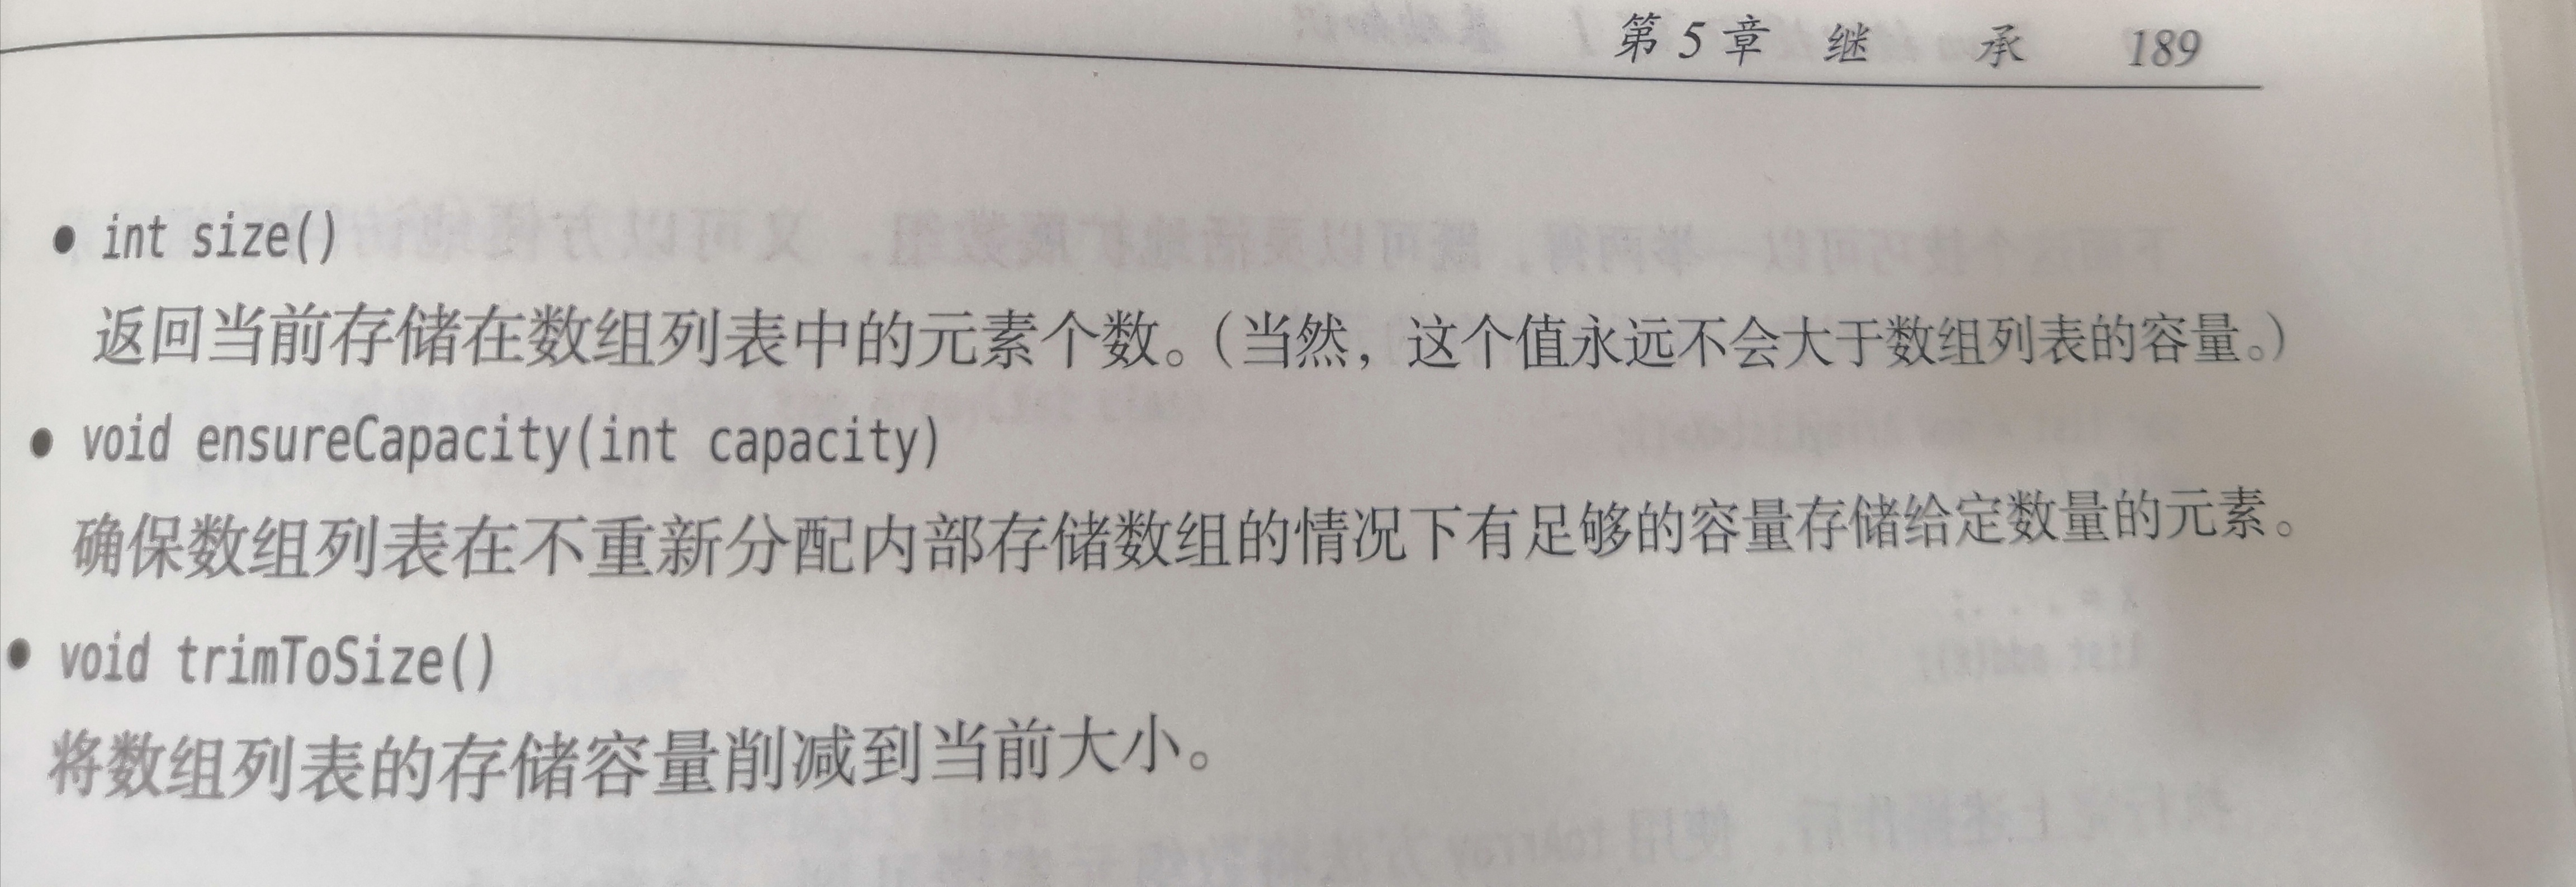 第5章 继 承 189
• int size()
返回当前存储在数组列表中的元素个数。（当然，这个值永远不会大于数组列表的容量。）
• void ensureCapacity(int capacity)
确保数组列表在不重新分配内部存储数组的情况下有足够的容量存储给定数量的元素。
• void trimToSize()
将数组列表的存储容量削减到当前大小。